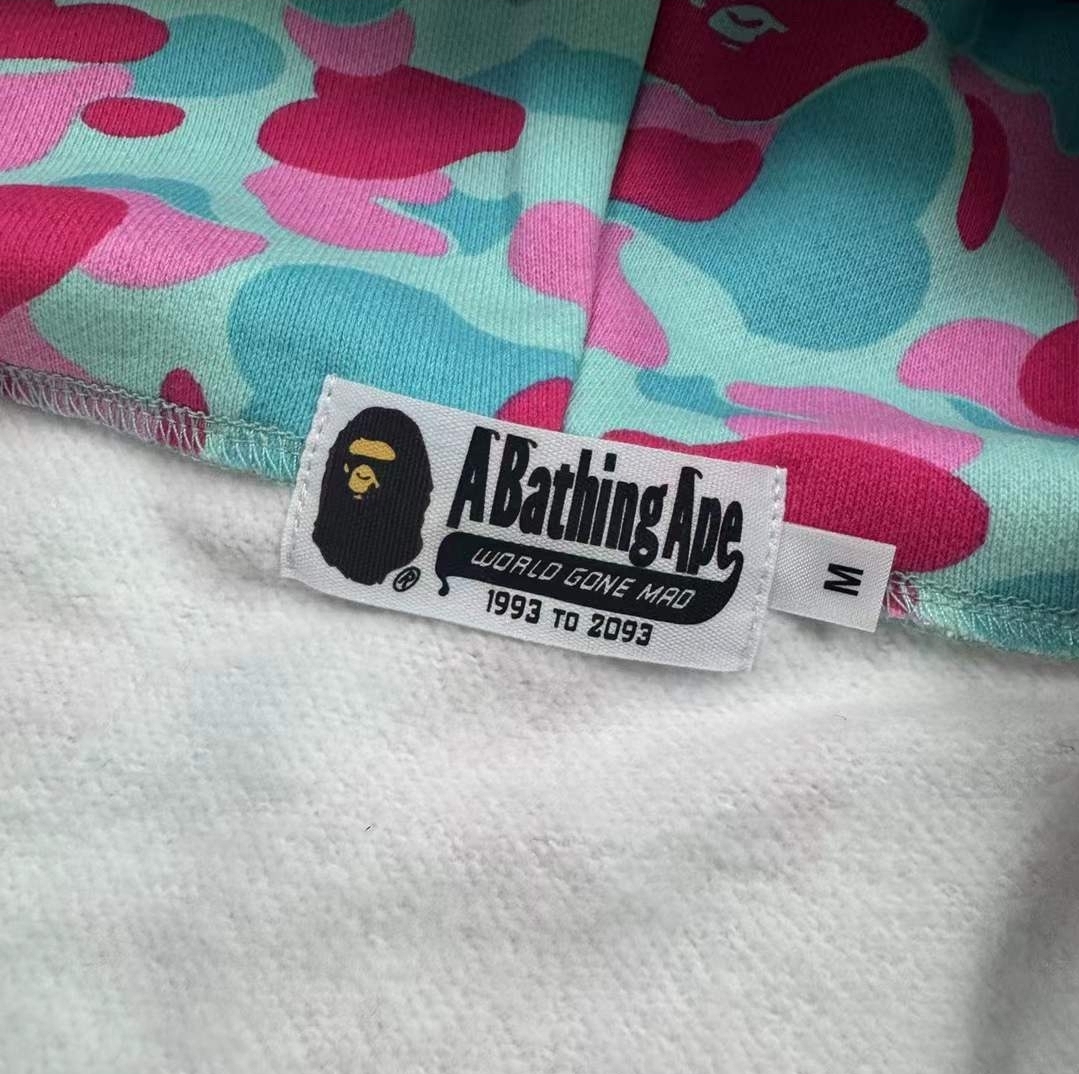 A Bathing Ape
WORLD GONE MAD
1993 TO 2093
®
M